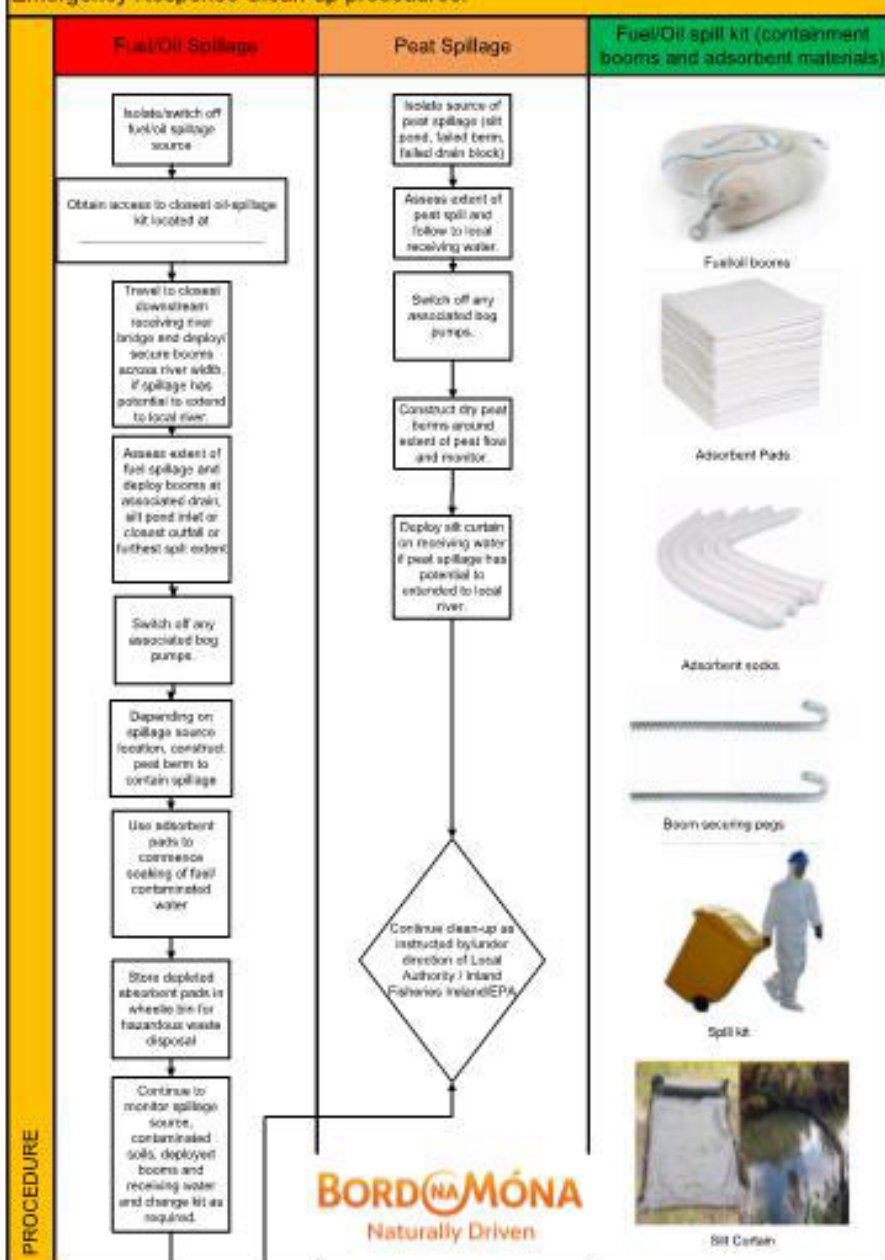 Emergency Response Clean-up procedures:
Fuel/Oil Spillage
Isolate/switch off
fuel/oil spillage
source
Obtain access to closest oil-spillage
kit located at
Travel to closest
downstream
receiving river
bridge and deploy/
secure booms
across river width,
if spillage has
potential to extend
to local river.
Assess extent of
fuel spillage and
deploy booms at
associated drain,
silt pond inlet or
closest outfall or
furthest spill extent
Switch off any
associated bog
pumps.
Depending on
spillage source
location, construct
peat berm to
contain spillage
Use adsorbent
pads to
commence
soaking of fuel/
contaminated
water
Store depleted
absorbent pads in
wheelie bin for
hazardous waste
disposal
Continue to
monitor spillage
source,
contaminated
soils, deployed
booms and
receiving water
and change kit as
required.
Peat Spillage
Isolate source of
peat spillage (silt
pond, failed berm,
failed drain block)
Assess extent of
peat spill and
follow to local
receiving water.
Switch off any
associated bog
pumps.
Construct dry peat
berms around
extent of peat flow
and monitor.
Deploy silt curtain
on receiving water
if peat spillage has
potential to
extended to local
river.
Continue clean-up as
instructed by/under
direction of Local
Authority / Inland
Fisheries Ireland/EPA
BORD NA MÓNA
Naturally Driven
Fuel/Oil spill kit (containment
booms and adsorbent materials)
Fuel/oil booms
Adsorbent Pads
Adsorbent socks
Boom securing pegs
Spill kit
Silt Curtain
PROCEDURE